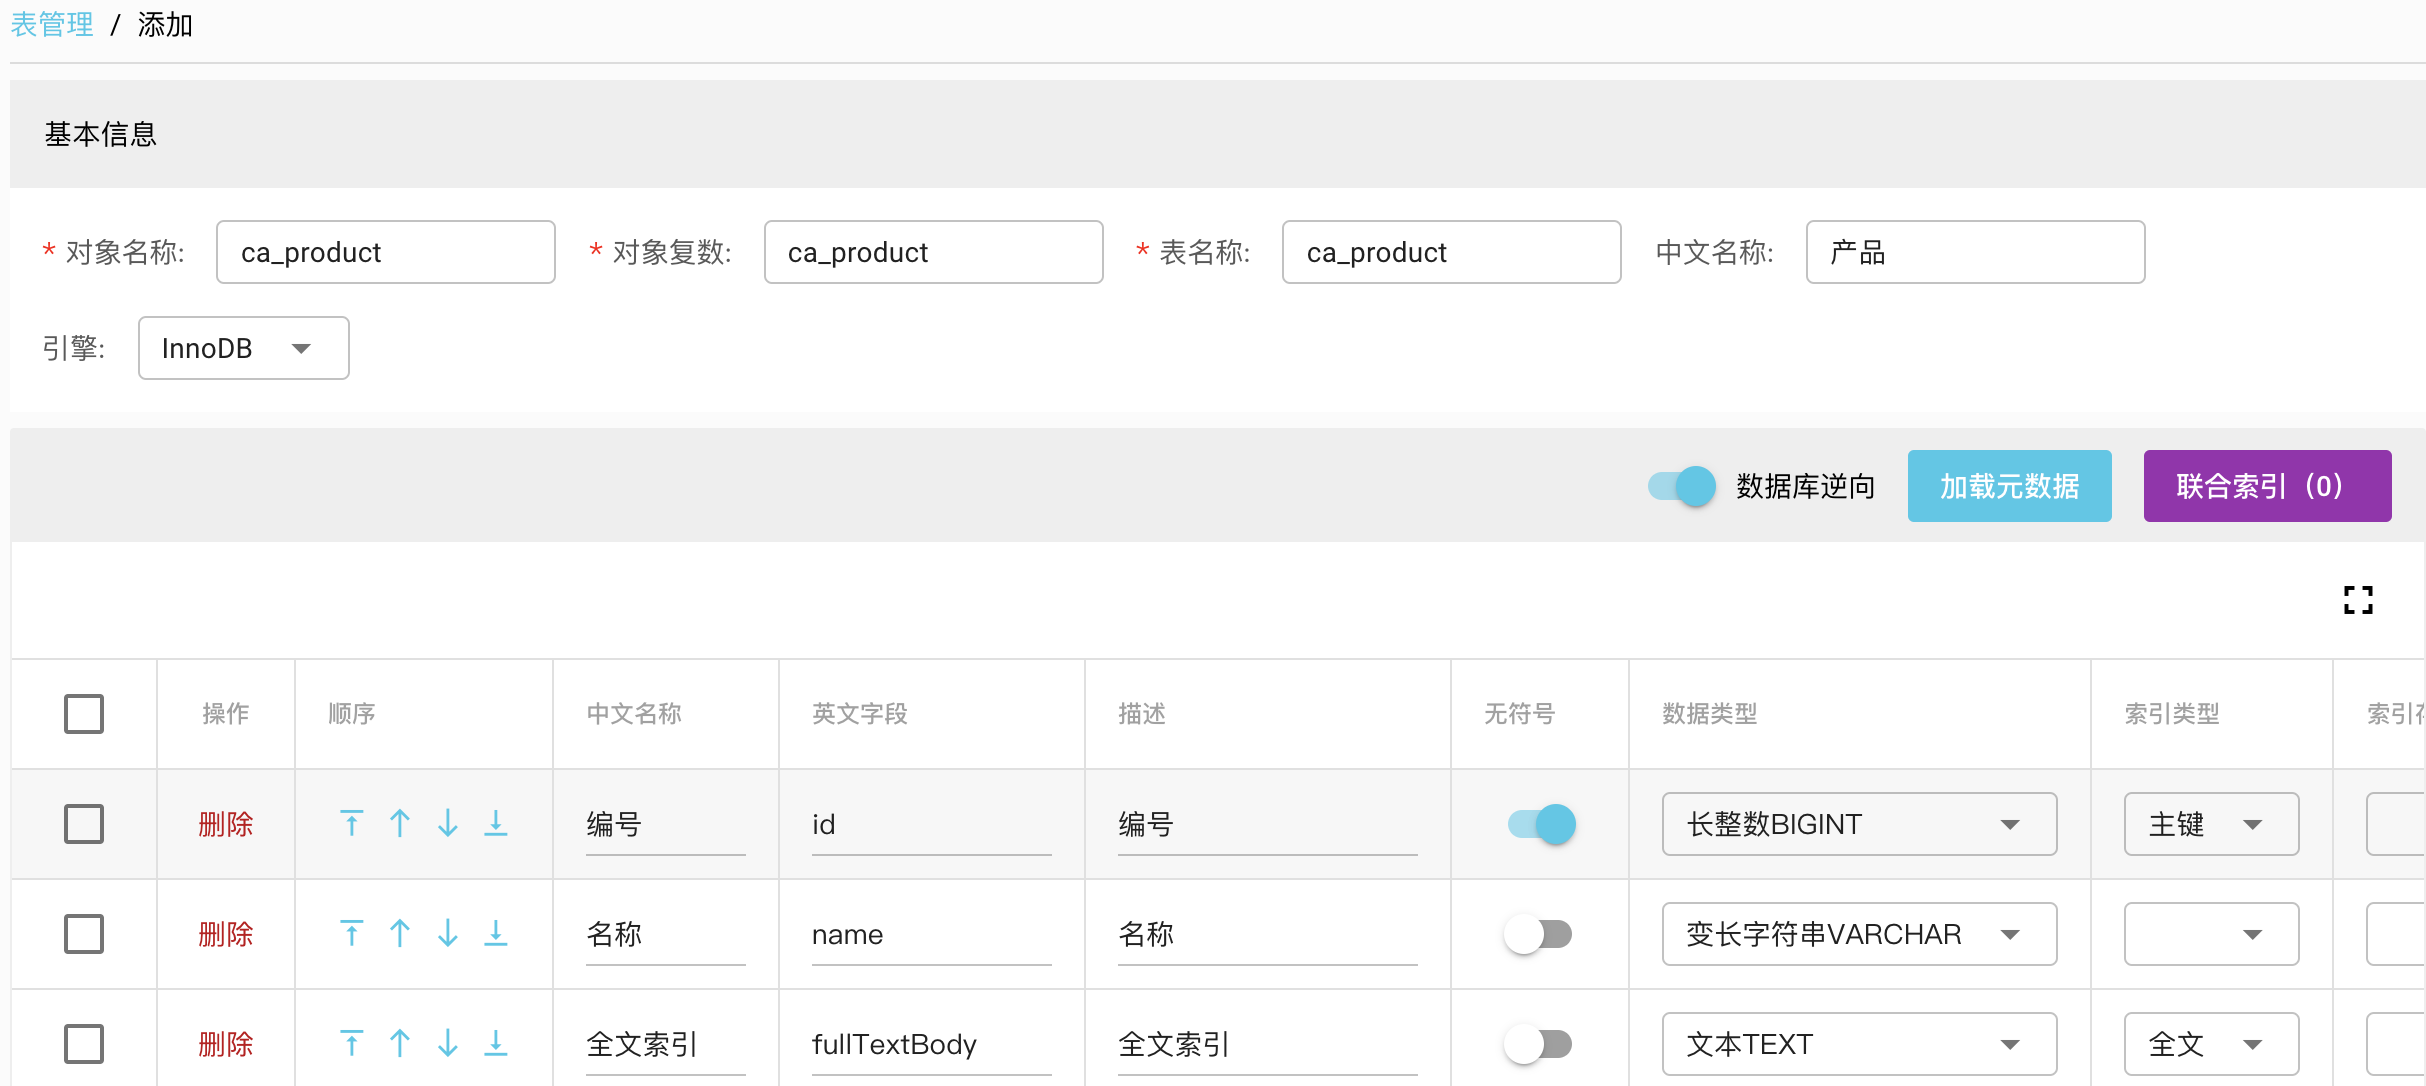 表管理 / 添加
基本信息
* 对象名称: ca_product * 对象复数: ca_product * 表名称: ca_product 中文名称: 产品
引擎: InnoDB
数据库逆向 加载元数据 联合索引（0）
操作 顺序 中文名称 英文字段 描述 无符号 数据类型 索引类型 索引
删除 编号 id 编号 长整数BIGINT 主键
删除 名称 name 名称 变长字符串VARCHAR
删除 全文索引 fullTextBody 全文索引 文本TEXT 全文